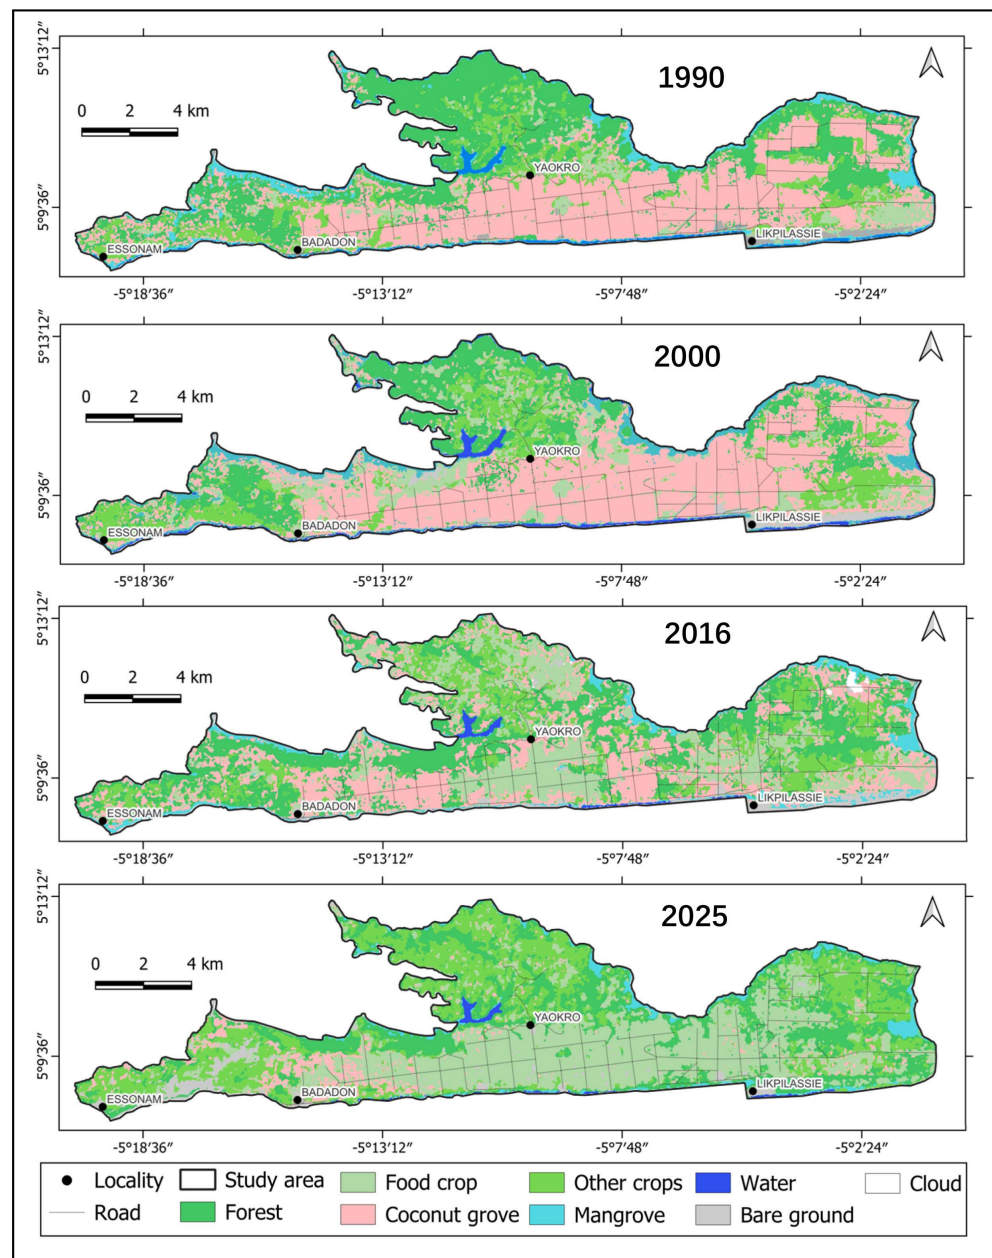 1990
5°13′12″
0 2 4 km
YAOKRO
5°9′36″
ESSONAM
BADADON
LIKPILASSIE
-5°18′36″ -5°13′12″ -5°7′48″ -5°2′24″
2000
5°13′12″
0 2 4 km
YAOKRO
5°9′36″
ESSONAM
BADADON
LIKPILASSIE
-5°18′36″ -5°13′12″ -5°7′48″ -5°2′24″
2016
5°13′12″
0 2 4 km
YAOKRO
5°9′36″
ESSONAM
BADADON
LIKPILASSIE
-5°18′36″ -5°13′12″ -5°7′48″ -5°2′24″
2025
5°13′12″
0 2 4 km
YAOKRO
5°9′36″
ESSONAM
BADADON
LIKPILASSIE
-5°18′36″ -5°13′12″ -5°7′48″ -5°2′24″
Locality Study area Food crop Other crops Water Cloud
Road Forest Coconut grove Mangrove Bare ground